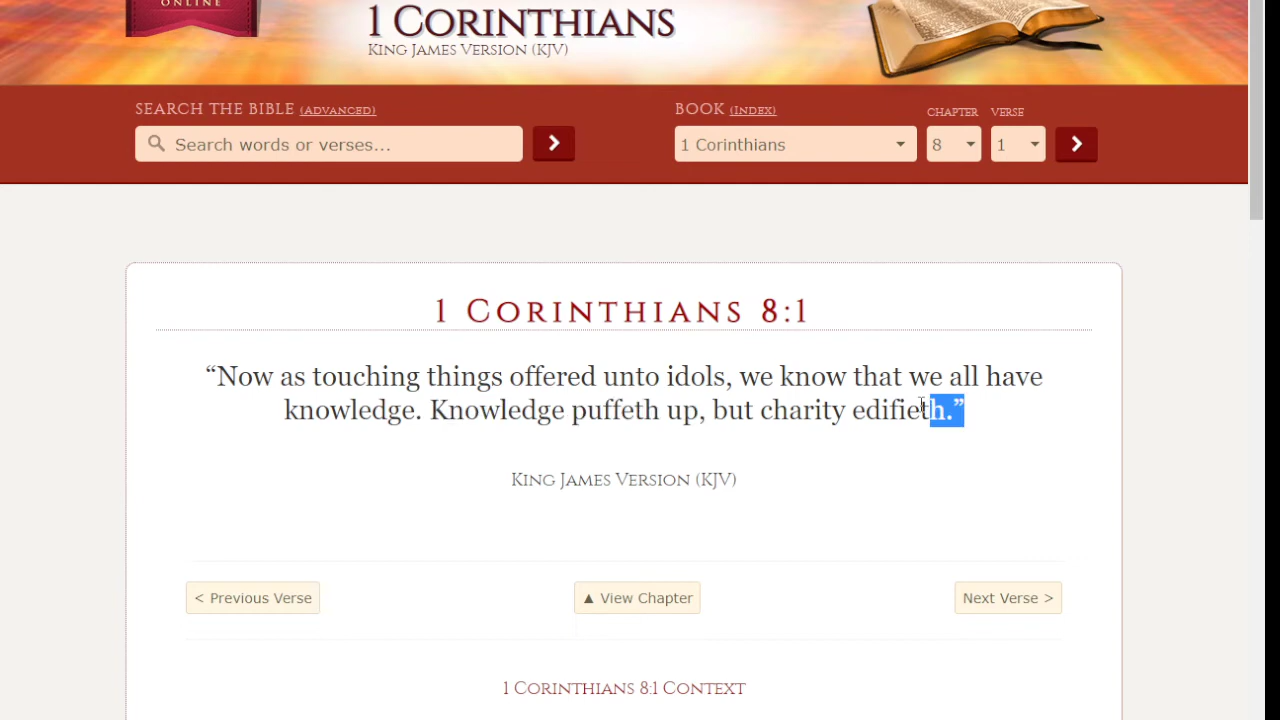 ONLINE
1 Corinthians
King James Version (KJV)
Search the Bible (Advanced)
Book (Index)
Chapter
Verse
Search words or verses...
1 Corinthians
8
1
1 Corinthians 8:1
“Now as touching things offered unto idols, we know that we all have
knowledge. Knowledge puffeth up, but charity edifieth.”
King James Version (KJV)
< Previous Verse
▲ View Chapter
Next Verse >
1 Corinthians 8:1 Context